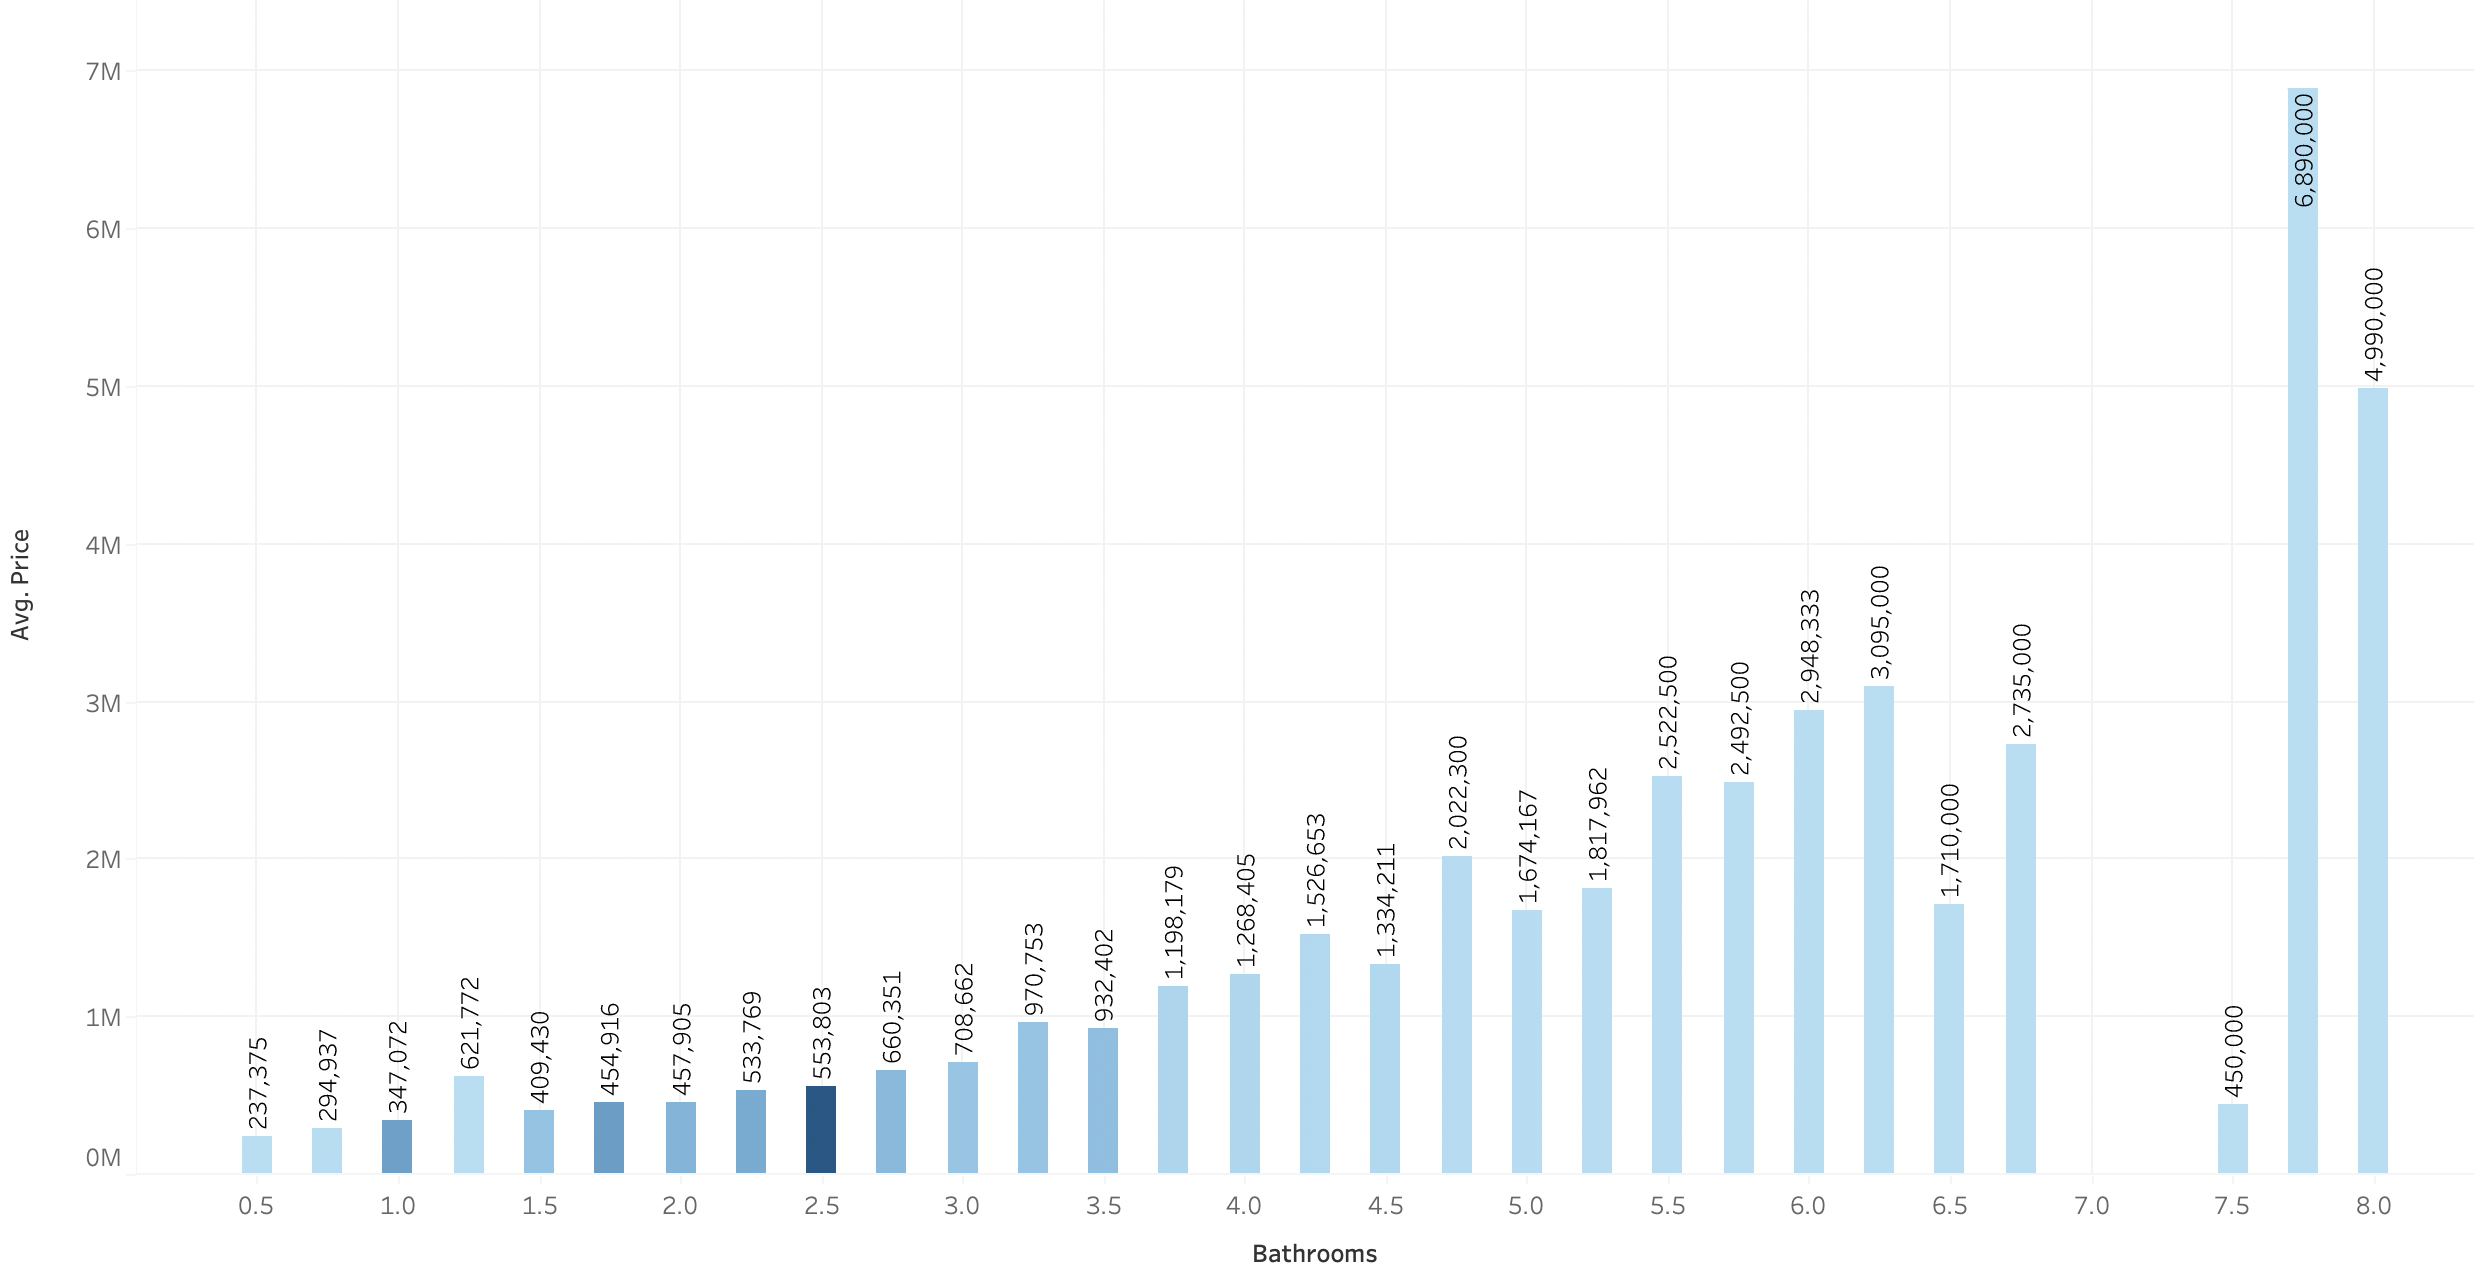 7M
6M
5M
4M
3M
2M
1M
0M
Avg. Price
237,375
294,937
347,072
621,772
409,430
454,916
457,905
533,769
553,803
660,351
708,662
970,753
932,402
1,198,179
1,268,405
1,526,653
1,334,211
2,022,300
1,674,167
1,817,962
2,522,500
2,492,500
2,948,333
3,095,000
1,710,000
2,735,000
450,000
6,890,000
4,990,000
0.5 1.0 1.5 2.0 2.5 3.0 3.5 4.0 4.5 5.0 5.5 6.0 6.5 7.0 7.5 8.0
Bathrooms